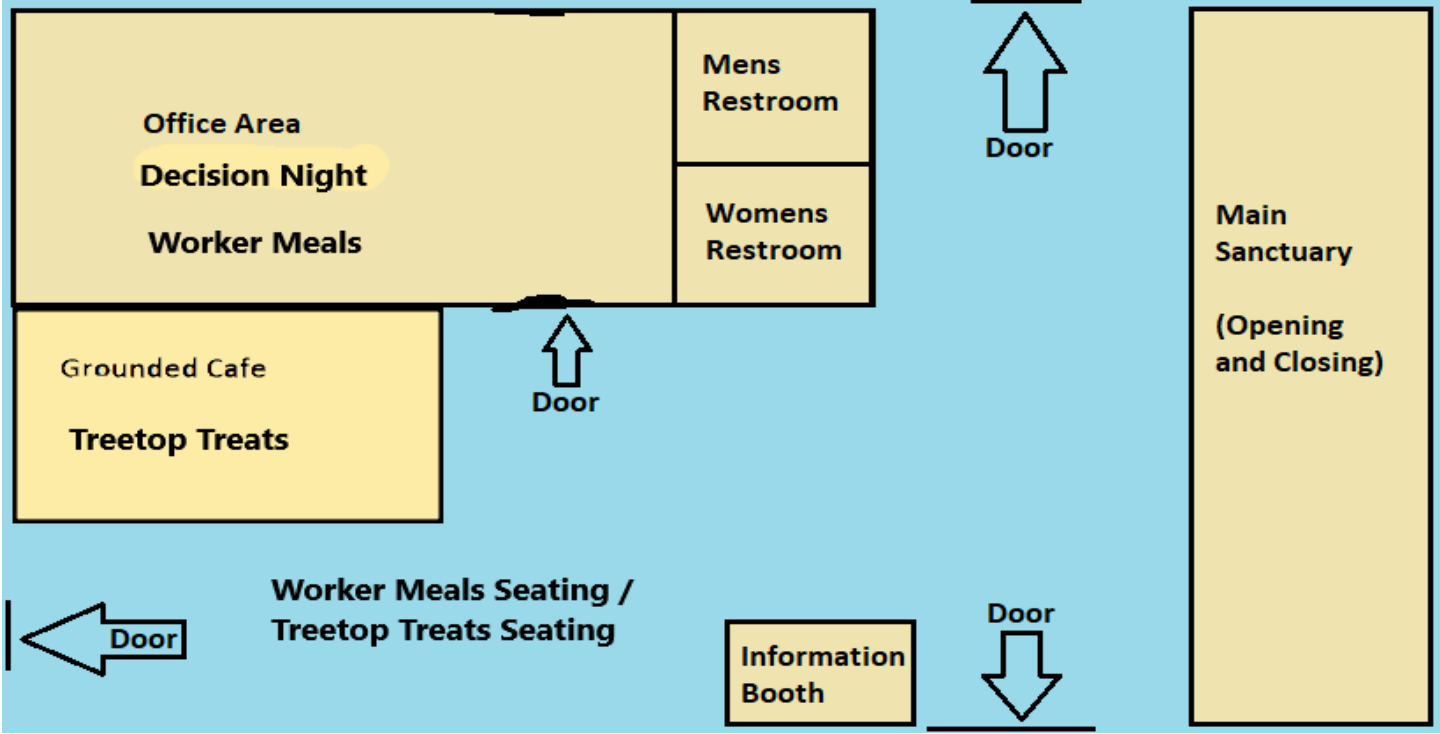 Office Area
Decision Night
Worker Meals
Mens
Restroom
Womens
Restroom
Door
Main
Sanctuary
(Opening
and Closing)
Grounded Cafe
Treetop Treats
Door
Worker Meals Seating /
Treetop Treats Seating
Door
Information
Booth
Door